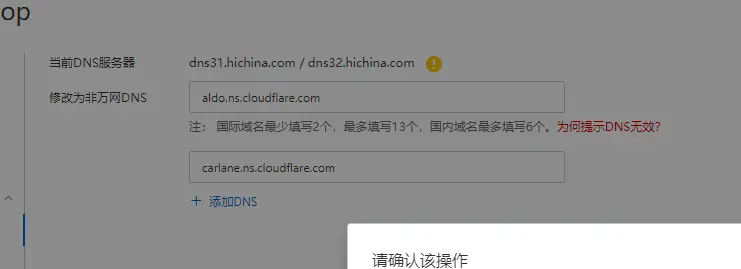 op
当前DNS服务器 dns31.hichina.com / dns32.hichina.com
修改为非万网DNS aldo.ns.cloudflare.com
注： 国际域名最少填写2个，最多填写13个，国内域名最多填写6个。为何提示DNS无效?
carlane.ns.cloudflare.com
+ 添加DNS
请确认该操作